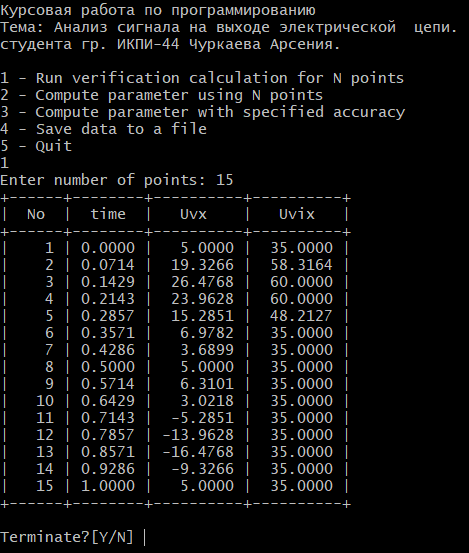 Курсовая работа по программированию
Тема: Анализ сигнала на выходе электрической  цепи.
студента гр. ИКПИ-44 Чуркаева Арсения.

1 - Run verification calculation for N points
2 - Compute parameter using N points
3 - Compute parameter with specified accuracy
4 - Save data to a file
5 - Quit
1
Enter number of points: 15
+------+--------+----------+----------+
|  No  |  time  |   Uvx    |   Uvix   |
+------+--------+----------+----------+
|    1 | 0.0000 |   5.0000 |  35.0000 |
|    2 | 0.0714 |  19.3266 |  58.3164 |
|    3 | 0.1429 |  26.4768 |  60.0000 |
|    4 | 0.2143 |  23.9628 |  60.0000 |
|    5 | 0.2857 |  15.2851 |  48.2127 |
|    6 | 0.3571 |   6.9782 |  35.0000 |
|    7 | 0.4286 |   3.6899 |  35.0000 |
|    8 | 0.5000 |   5.0000 |  35.0000 |
|    9 | 0.5714 |   6.3101 |  35.0000 |
|   10 | 0.6429 |   3.0218 |  35.0000 |
|   11 | 0.7143 |  -5.2851 |  35.0000 |
|   12 | 0.7857 | -13.9628 |  35.0000 |
|   13 | 0.8571 | -16.4768 |  35.0000 |
|   14 | 0.9286 |  -9.3266 |  35.0000 |
|   15 | 1.0000 |   5.0000 |  35.0000 |
+------+--------+----------+----------+

Terminate?[Y/N]